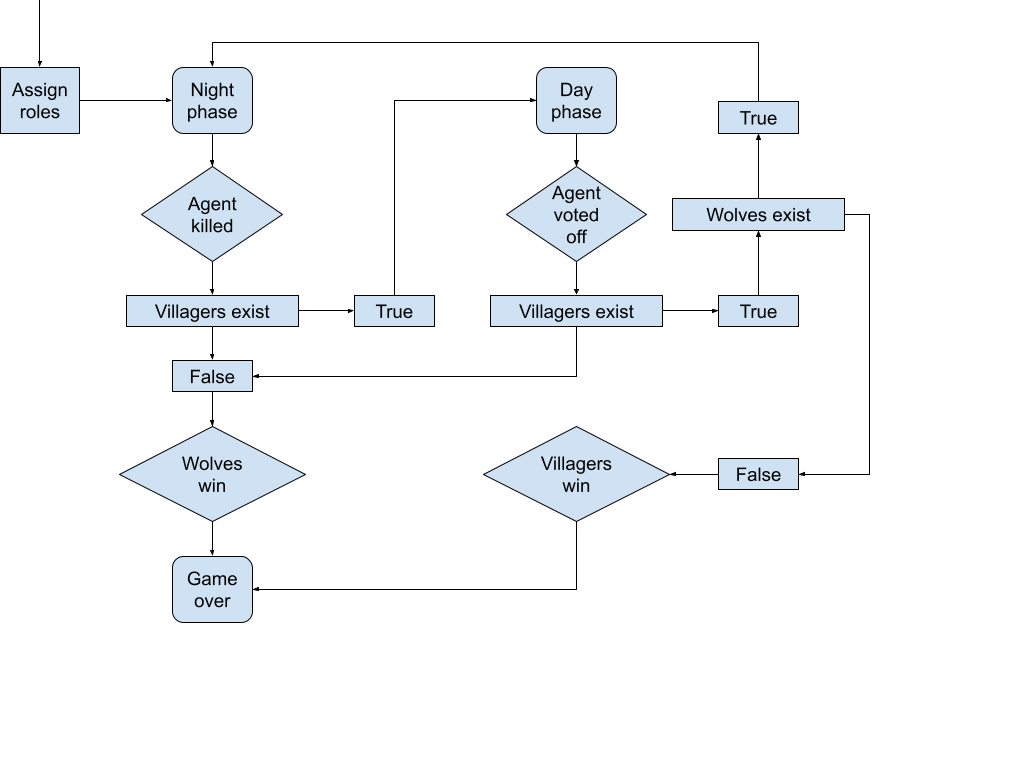 Assign
roles
Night
phase
Day
phase
True
Agent
killed
Agent
voted
off
Wolves exist
Villagers exist
True
Villagers exist
True
False
Wolves
win
Villagers
win
False
Game
over